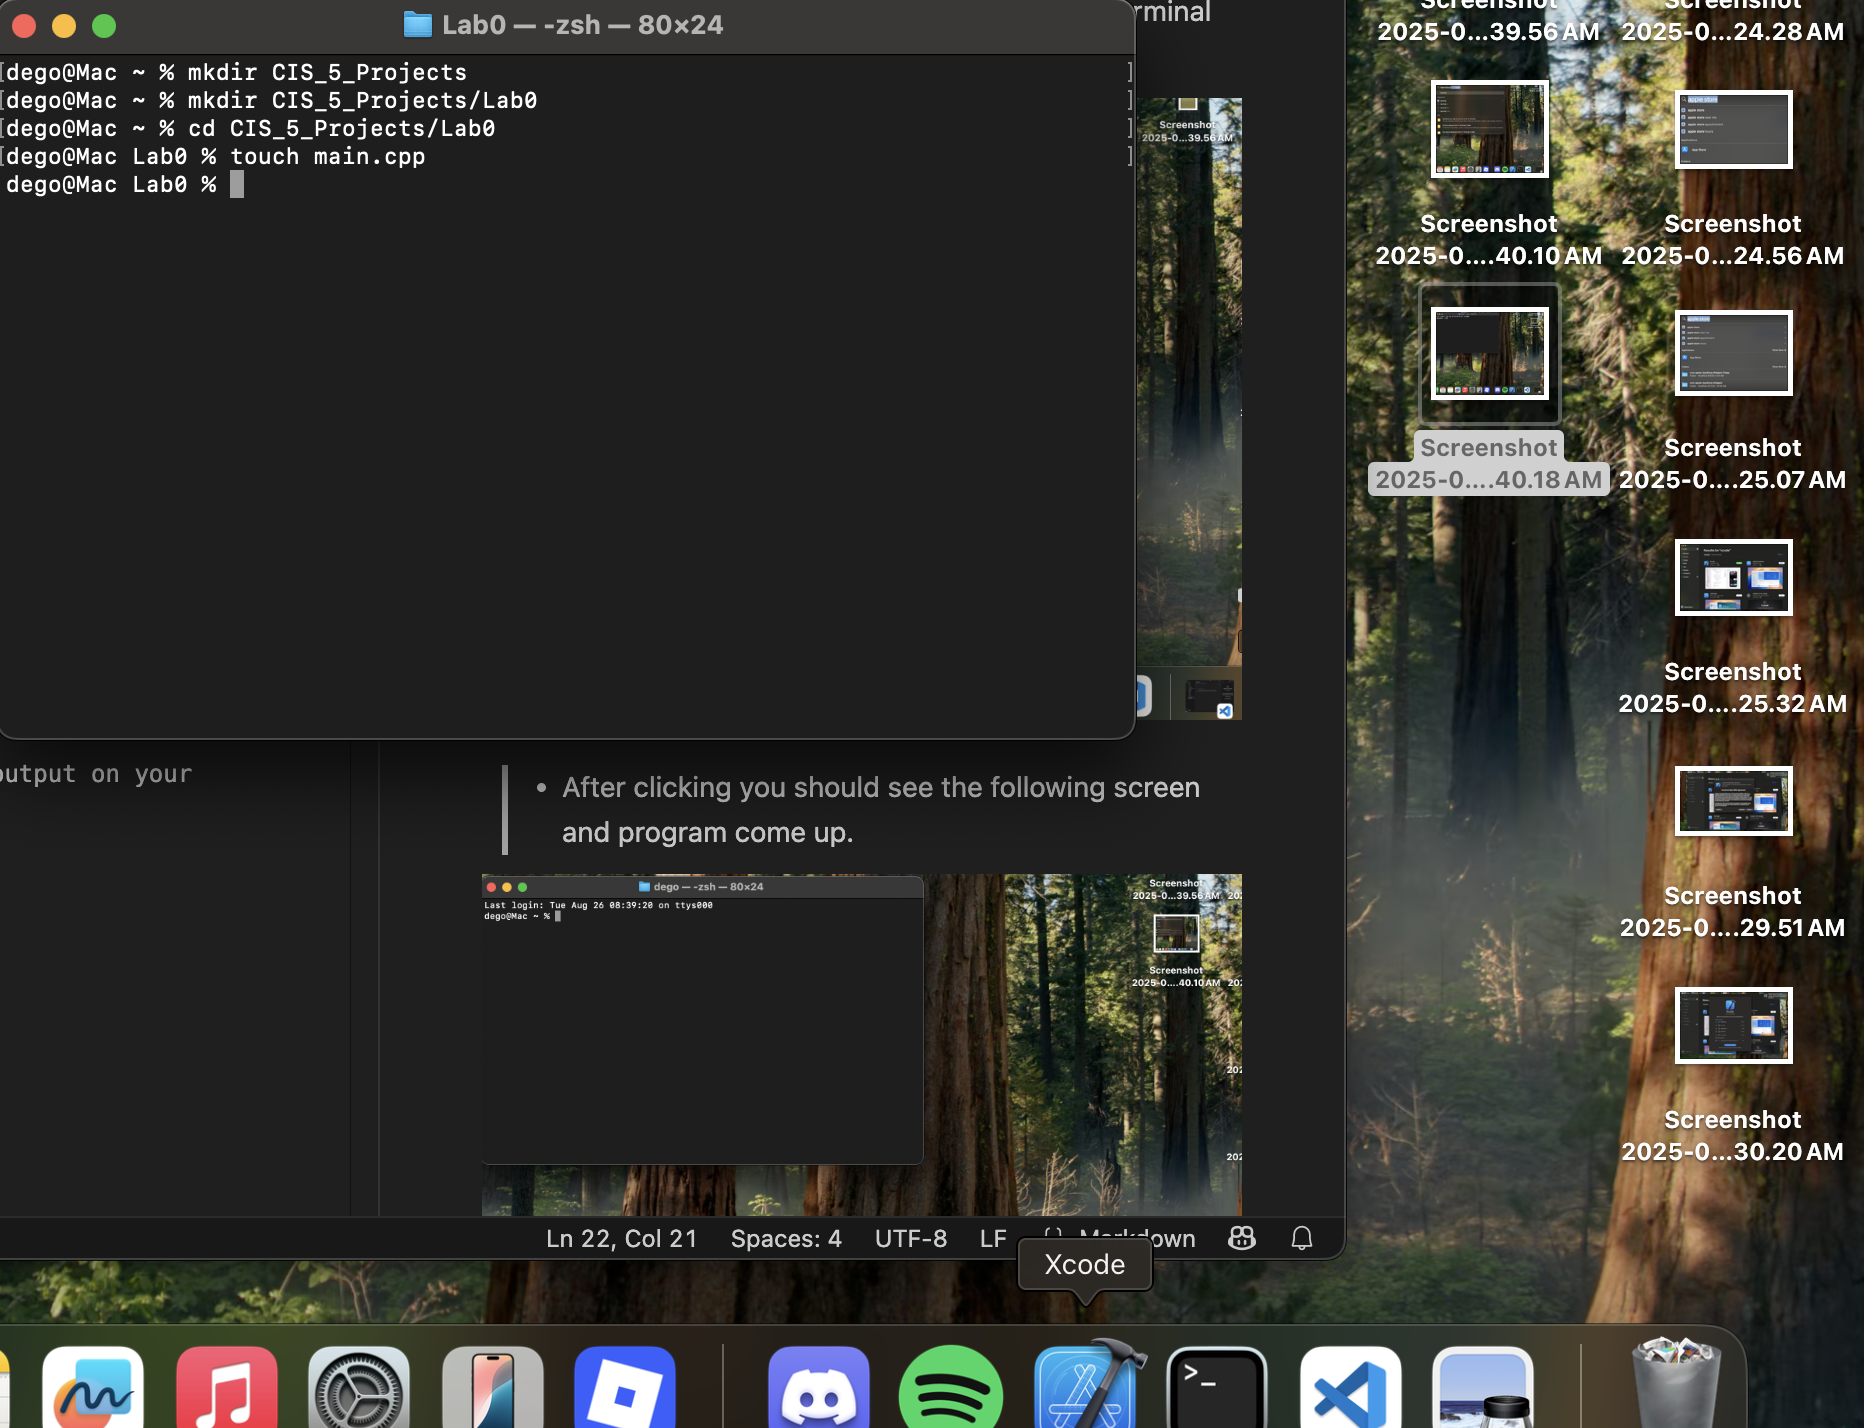 Lab0 — -zsh — 80×24
dego@Mac ~ % mkdir CIS_5_Projects
dego@Mac ~ % mkdir CIS_5_Projects/Lab0
dego@Mac ~ % cd CIS_5_Projects/Lab0
dego@Mac Lab0 % touch main.cpp
dego@Mac Lab0 %
rminal
Screenshot
2025-0...39.56 AM
output on your
• After clicking you should see the following screen
and program come up.
dego — -zsh — 80×24
Last login: Tue Aug 26 08:39:20 on ttys000
dego@Mac ~ %
Screenshot
2025-0...39.56 AM
Screenshot
2025-0....40.10 AM
Ln 22, Col 21
Spaces: 4
UTF-8
LF
Markdown
Xcode
Screenshot
2025-0...39.56 AM
Screenshot
2025-0....40.10 AM
Screenshot
2025-0....40.18 AM
Screenshot
2025-0...24.28 AM
Screenshot
2025-0...24.56 AM
Screenshot
2025-0....25.07 AM
Screenshot
2025-0....25.32 AM
Screenshot
2025-0....29.51 AM
Screenshot
2025-0...30.20 AM